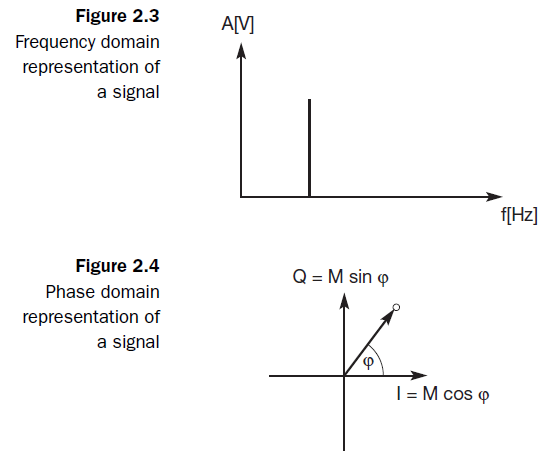 Figure 2.3
Frequency domain
representation of
a signal
A[V]
f[Hz]
Figure 2.4
Phase domain
representation of
a signal
Q = M sin φ
φ
I = M cos φ